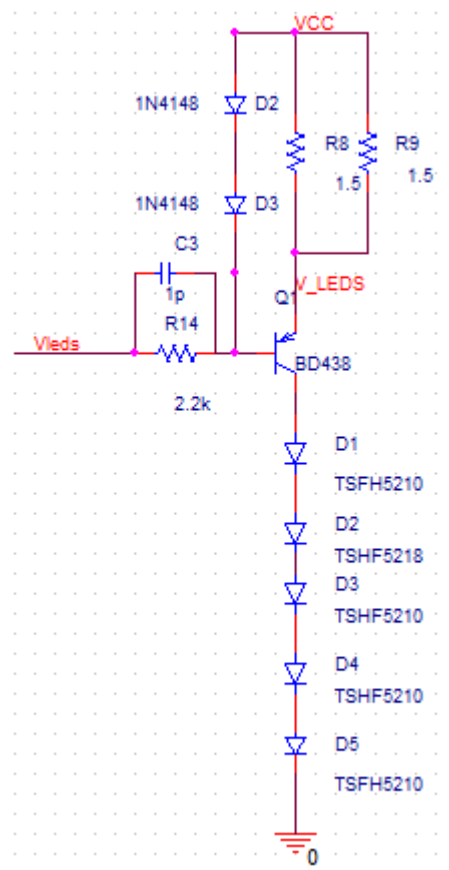 VCC
1N4148 D2
R8 R9
1.5 1.5
1N4148 D3
C3
1p
V_LEDS
Q1
R14
Vleds
BD438
2.2k
D1
TSFH5210
D2
TSHF5218
D3
TSHF5210
D4
TSHF5210
D5
TSFH5210
0